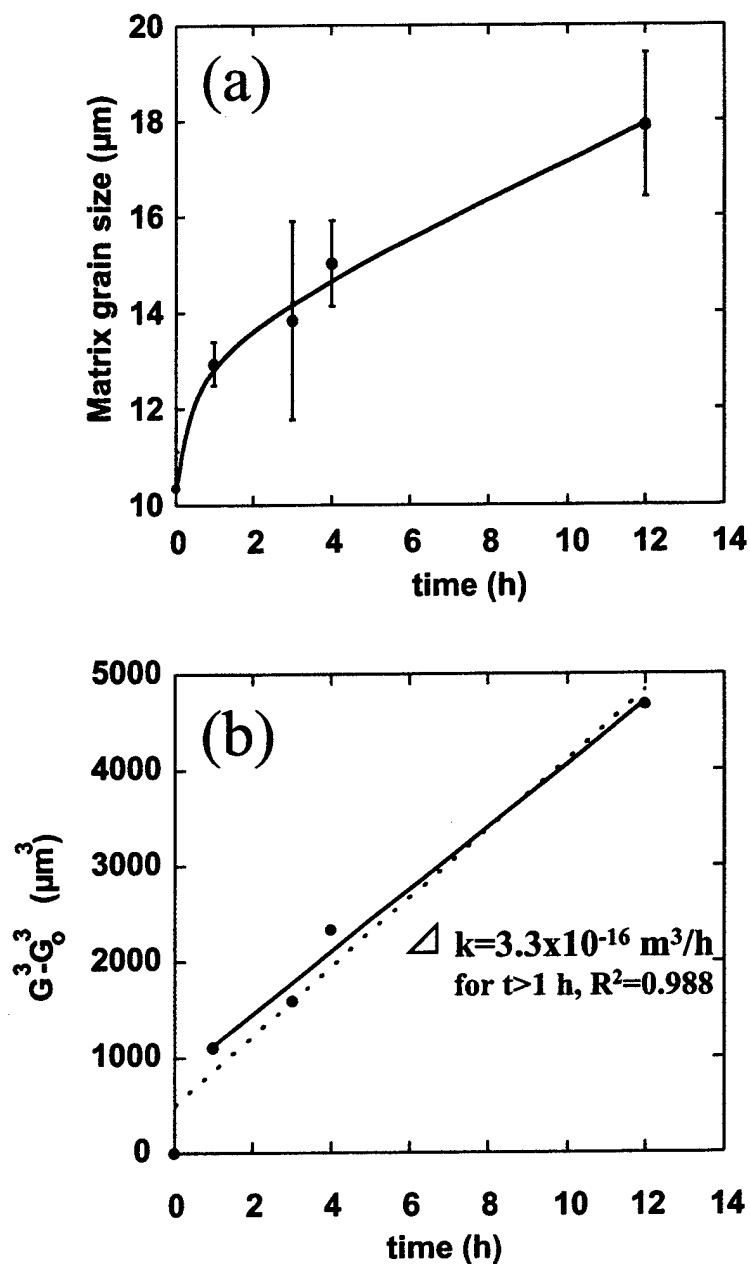 (a)
Matrix grain size (µm)
20
18
16
14
12
10
0 2 4 6 8 10 12 14
time (h)
(b)
G³-G³ₒ (µm³)
5000
4000
3000
2000
1000
0
k=3.3x10⁻¹⁶ m³/h
for t>1 h, R²=0.988
0 2 4 6 8 10 12 14
time (h)